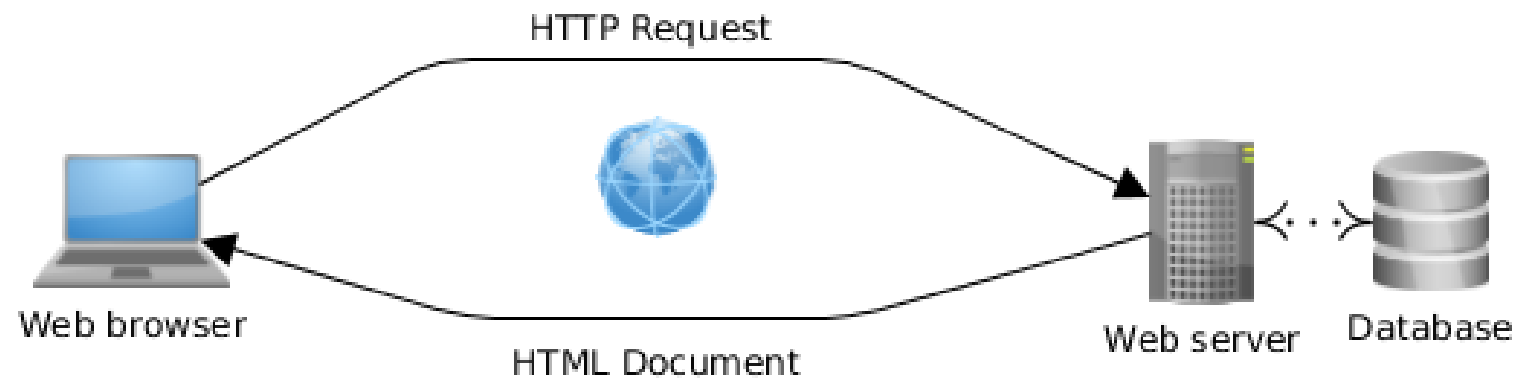 HTTP Request
Web browser
Web server
Database
HTML Document